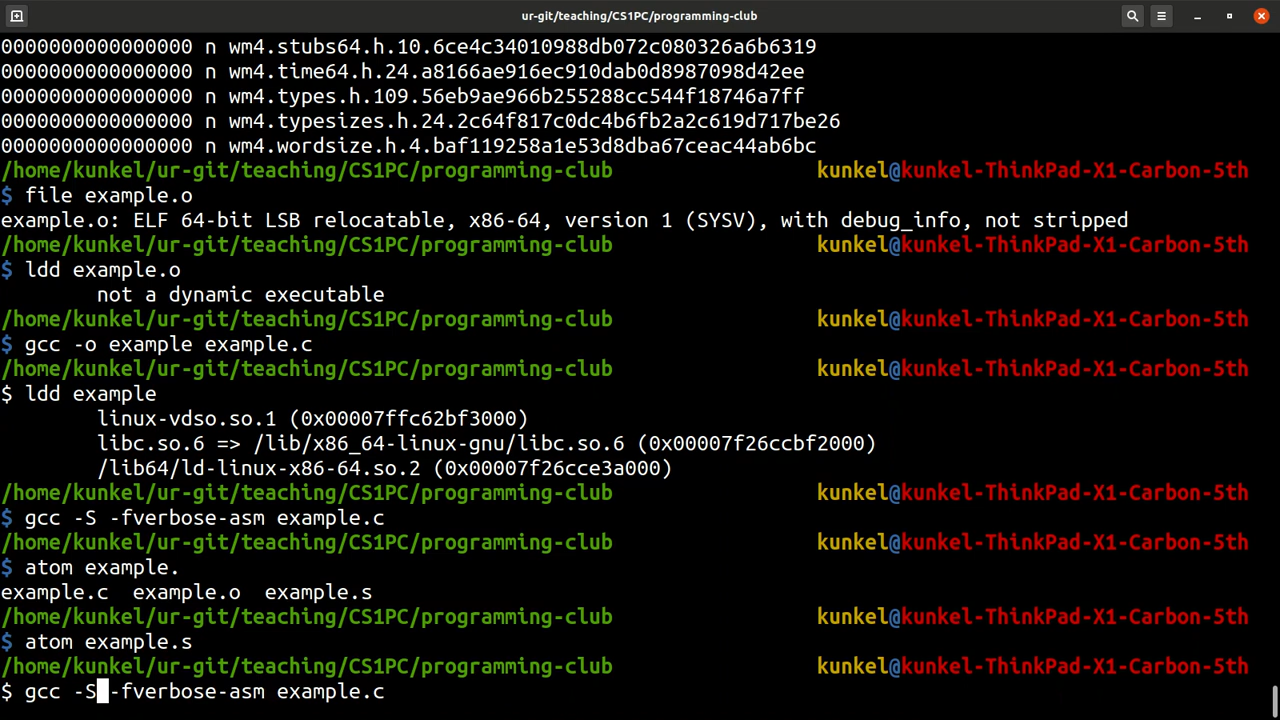 ur-git/teaching/CS1PC/programming-club
0000000000000000 n wm4.stubs64.h.10.6ce4c34010988db072c080326a6b6319
0000000000000000 n wm4.time64.h.24.a8166ae916ec910dab0d8987098d42ee
0000000000000000 n wm4.types.h.109.56eb9ae966b255288cc544f18746a7ff
0000000000000000 n wm4.typesizes.h.24.2c64f817c0dc4b6fb2a2c619d717be26
0000000000000000 n wm4.wordsize.h.4.baf119258a1e53d8dba67ceac44ab6bc
/home/kunkel/ur-git/teaching/CS1PC/programming-club kunkel@kunkel-ThinkPad-X1-Carbon-5th
$ file example.o
example.o: ELF 64-bit LSB relocatable, x86-64, version 1 (SYSV), with debug_info, not stripped
/home/kunkel/ur-git/teaching/CS1PC/programming-club kunkel@kunkel-ThinkPad-X1-Carbon-5th
$ ldd example.o
not a dynamic executable
/home/kunkel/ur-git/teaching/CS1PC/programming-club kunkel@kunkel-ThinkPad-X1-Carbon-5th
$ gcc -o example example.c
/home/kunkel/ur-git/teaching/CS1PC/programming-club kunkel@kunkel-ThinkPad-X1-Carbon-5th
$ ldd example
linux-vdso.so.1 (0x00007ffc62bf3000)
libc.so.6 => /lib/x86_64-linux-gnu/libc.so.6 (0x00007f26ccbf2000)
/lib64/ld-linux-x86-64.so.2 (0x00007f26cce3a000)
/home/kunkel/ur-git/teaching/CS1PC/programming-club kunkel@kunkel-ThinkPad-X1-Carbon-5th
$ gcc -S -fverbose-asm example.c
/home/kunkel/ur-git/teaching/CS1PC/programming-club kunkel@kunkel-ThinkPad-X1-Carbon-5th
$ atom example.
example.c example.o example.s
/home/kunkel/ur-git/teaching/CS1PC/programming-club kunkel@kunkel-ThinkPad-X1-Carbon-5th
$ atom example.s
/home/kunkel/ur-git/teaching/CS1PC/programming-club kunkel@kunkel-ThinkPad-X1-Carbon-5th
$ gcc -S -fverbose-asm example.c